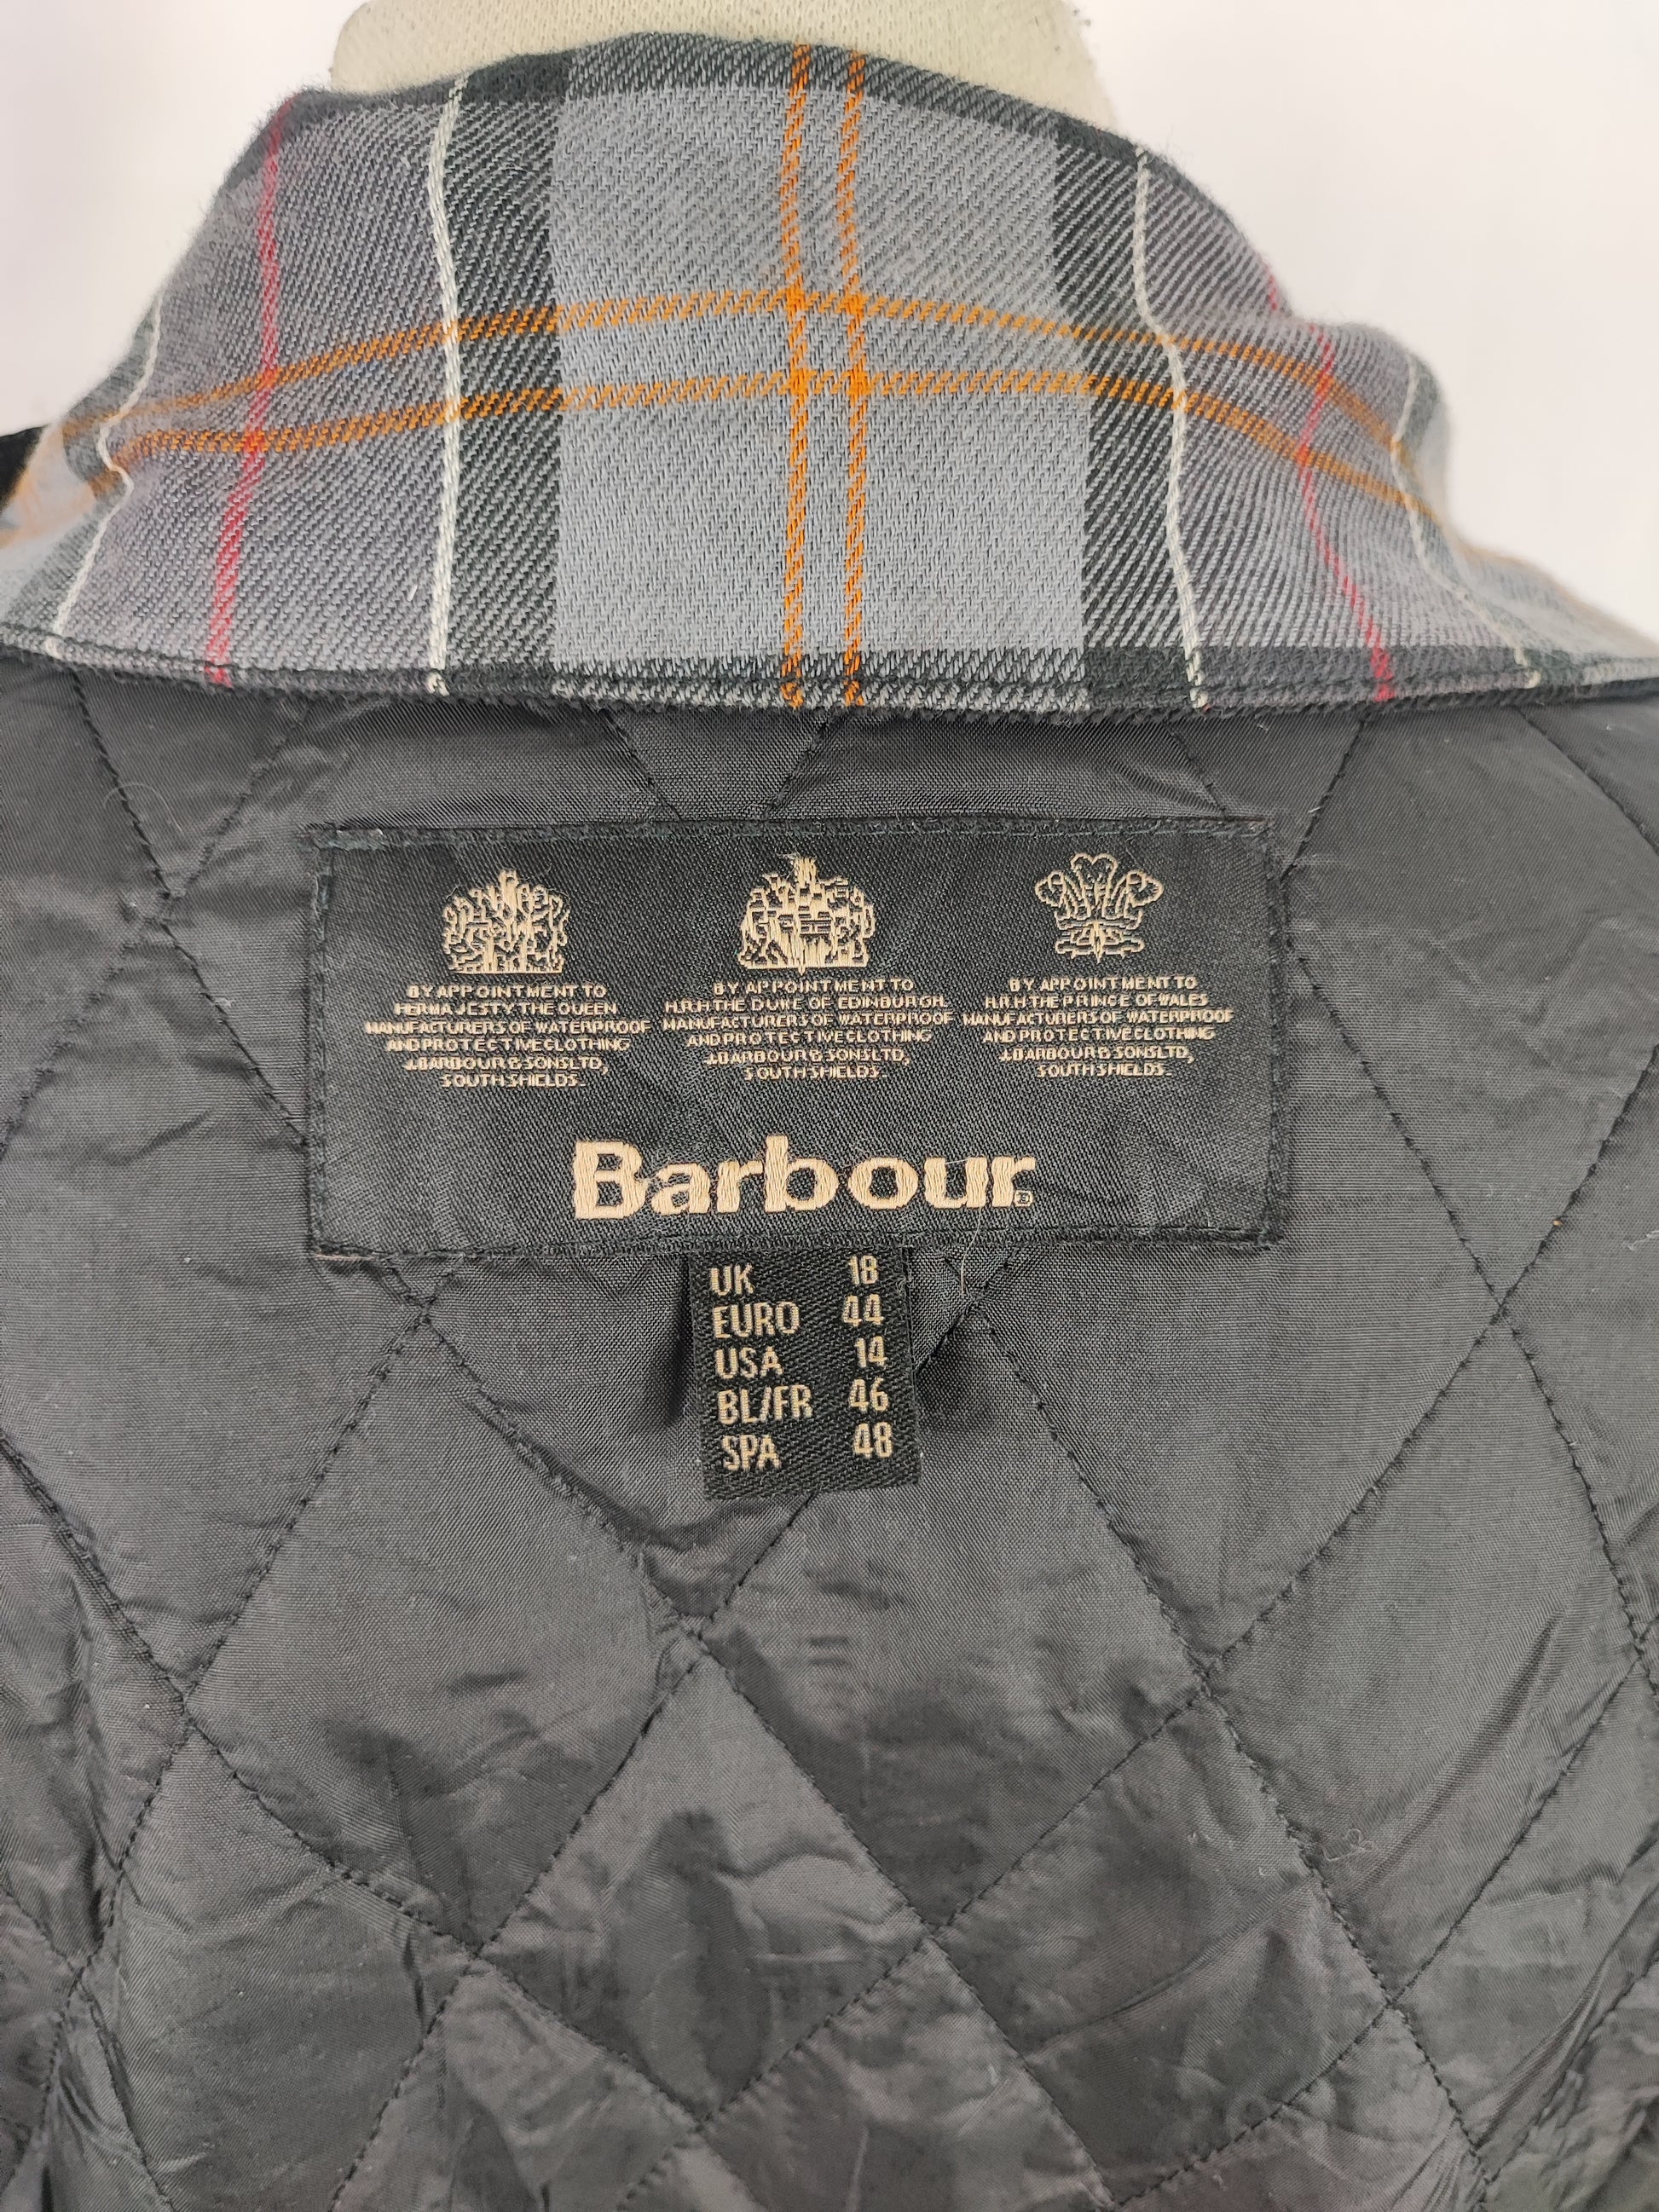 BY APPOINTMENT TO
HER MAJESTY THE QUEEN
MANUFACTURERS OF WATERPROOF
AND PROTECTIVE CLOTHING
J.BARBOUR & SONS LTD,
SOUTH SHIELDS.
BY APPOINTMENT TO
H.R.H THE DUKE OF EDINBURGH.
MANUFACTURERS OF WATERPROOF
AND PROTECTIVE CLOTHING
J.BARBOUR & SONS LTD,
SOUTH SHIELDS.
BY APPOINTMENT TO
H.R.H THE PRINCE OF WALES
MANUFACTURERS OF WATERPROOF
AND PROTECTIVE CLOTHING
J.BARBOUR & SONS LTD,
SOUTH SHIELDS.
Barbour®
UK 18
EURO 44
USA 14
BL/FR 46
SPA 48